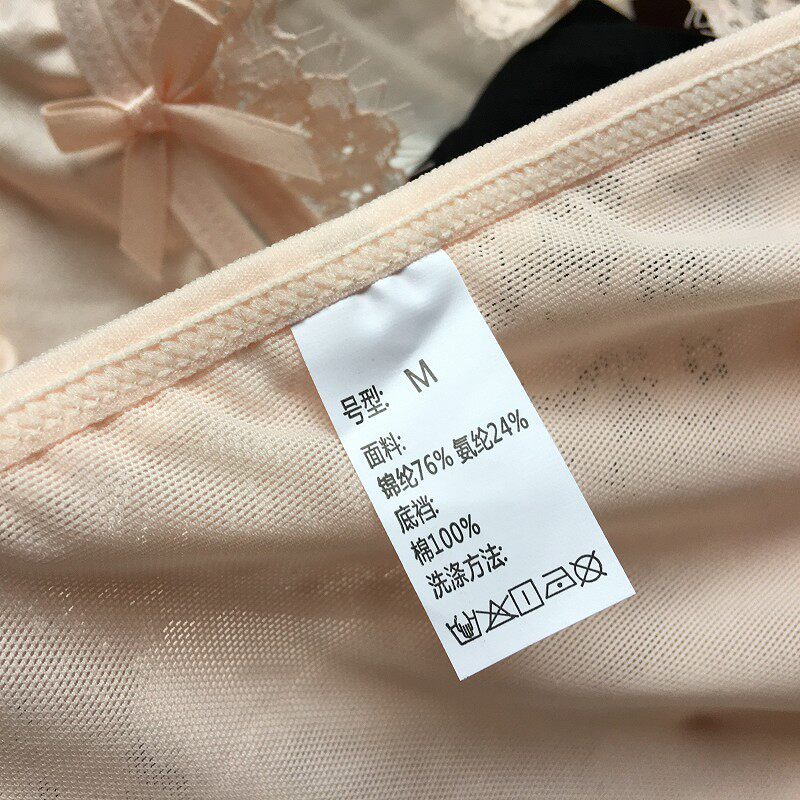 号型: M
面料:
锦纶76% 氨纶24%
底裆:
棉100%
洗涤方法: